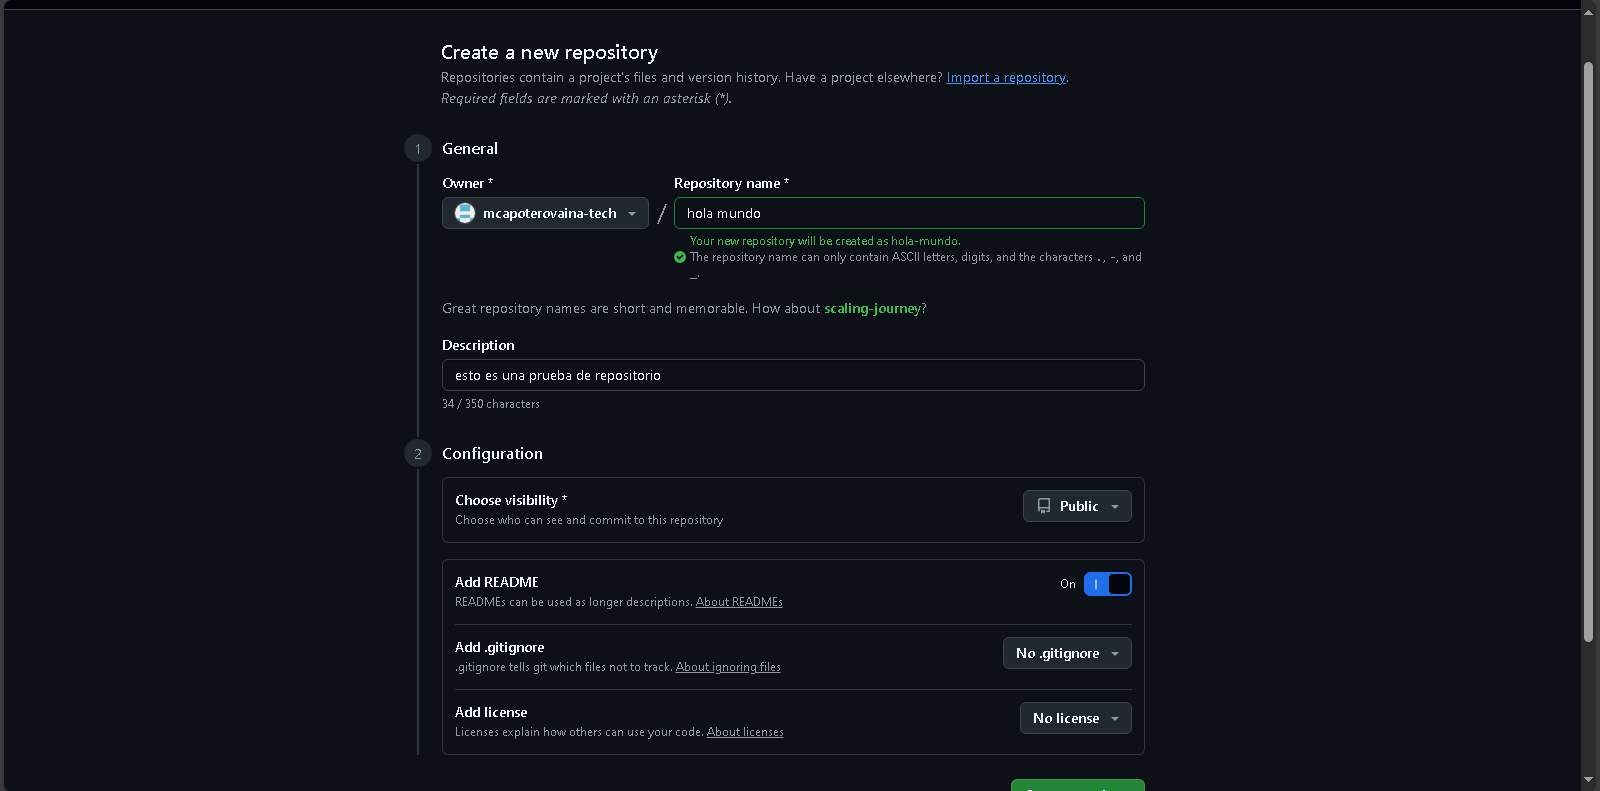 Create a new repository
Repositories contain a project's files and version history. Have a project elsewhere? Import a repository.
Required fields are marked with an asterisk (*).
1 General
Owner * Repository name *
mcapoterovaina-tech / hola mundo
Your new repository will be created as hola-mundo.
The repository name can only contain ASCII letters, digits, and the characters ., -, and
_.
Great repository names are short and memorable. How about scaling-journey?
Description
esto es una prueba de repositorio
34 / 350 characters
2 Configuration
Choose visibility *
Public
Choose who can see and commit to this repository
Add README
On
READMEs can be used as longer descriptions. About READMEs
Add .gitignore
No .gitignore
.gitignore tells git which files not to track. About ignoring files
Add license
No license
Licenses explain how others can use your code. About licenses